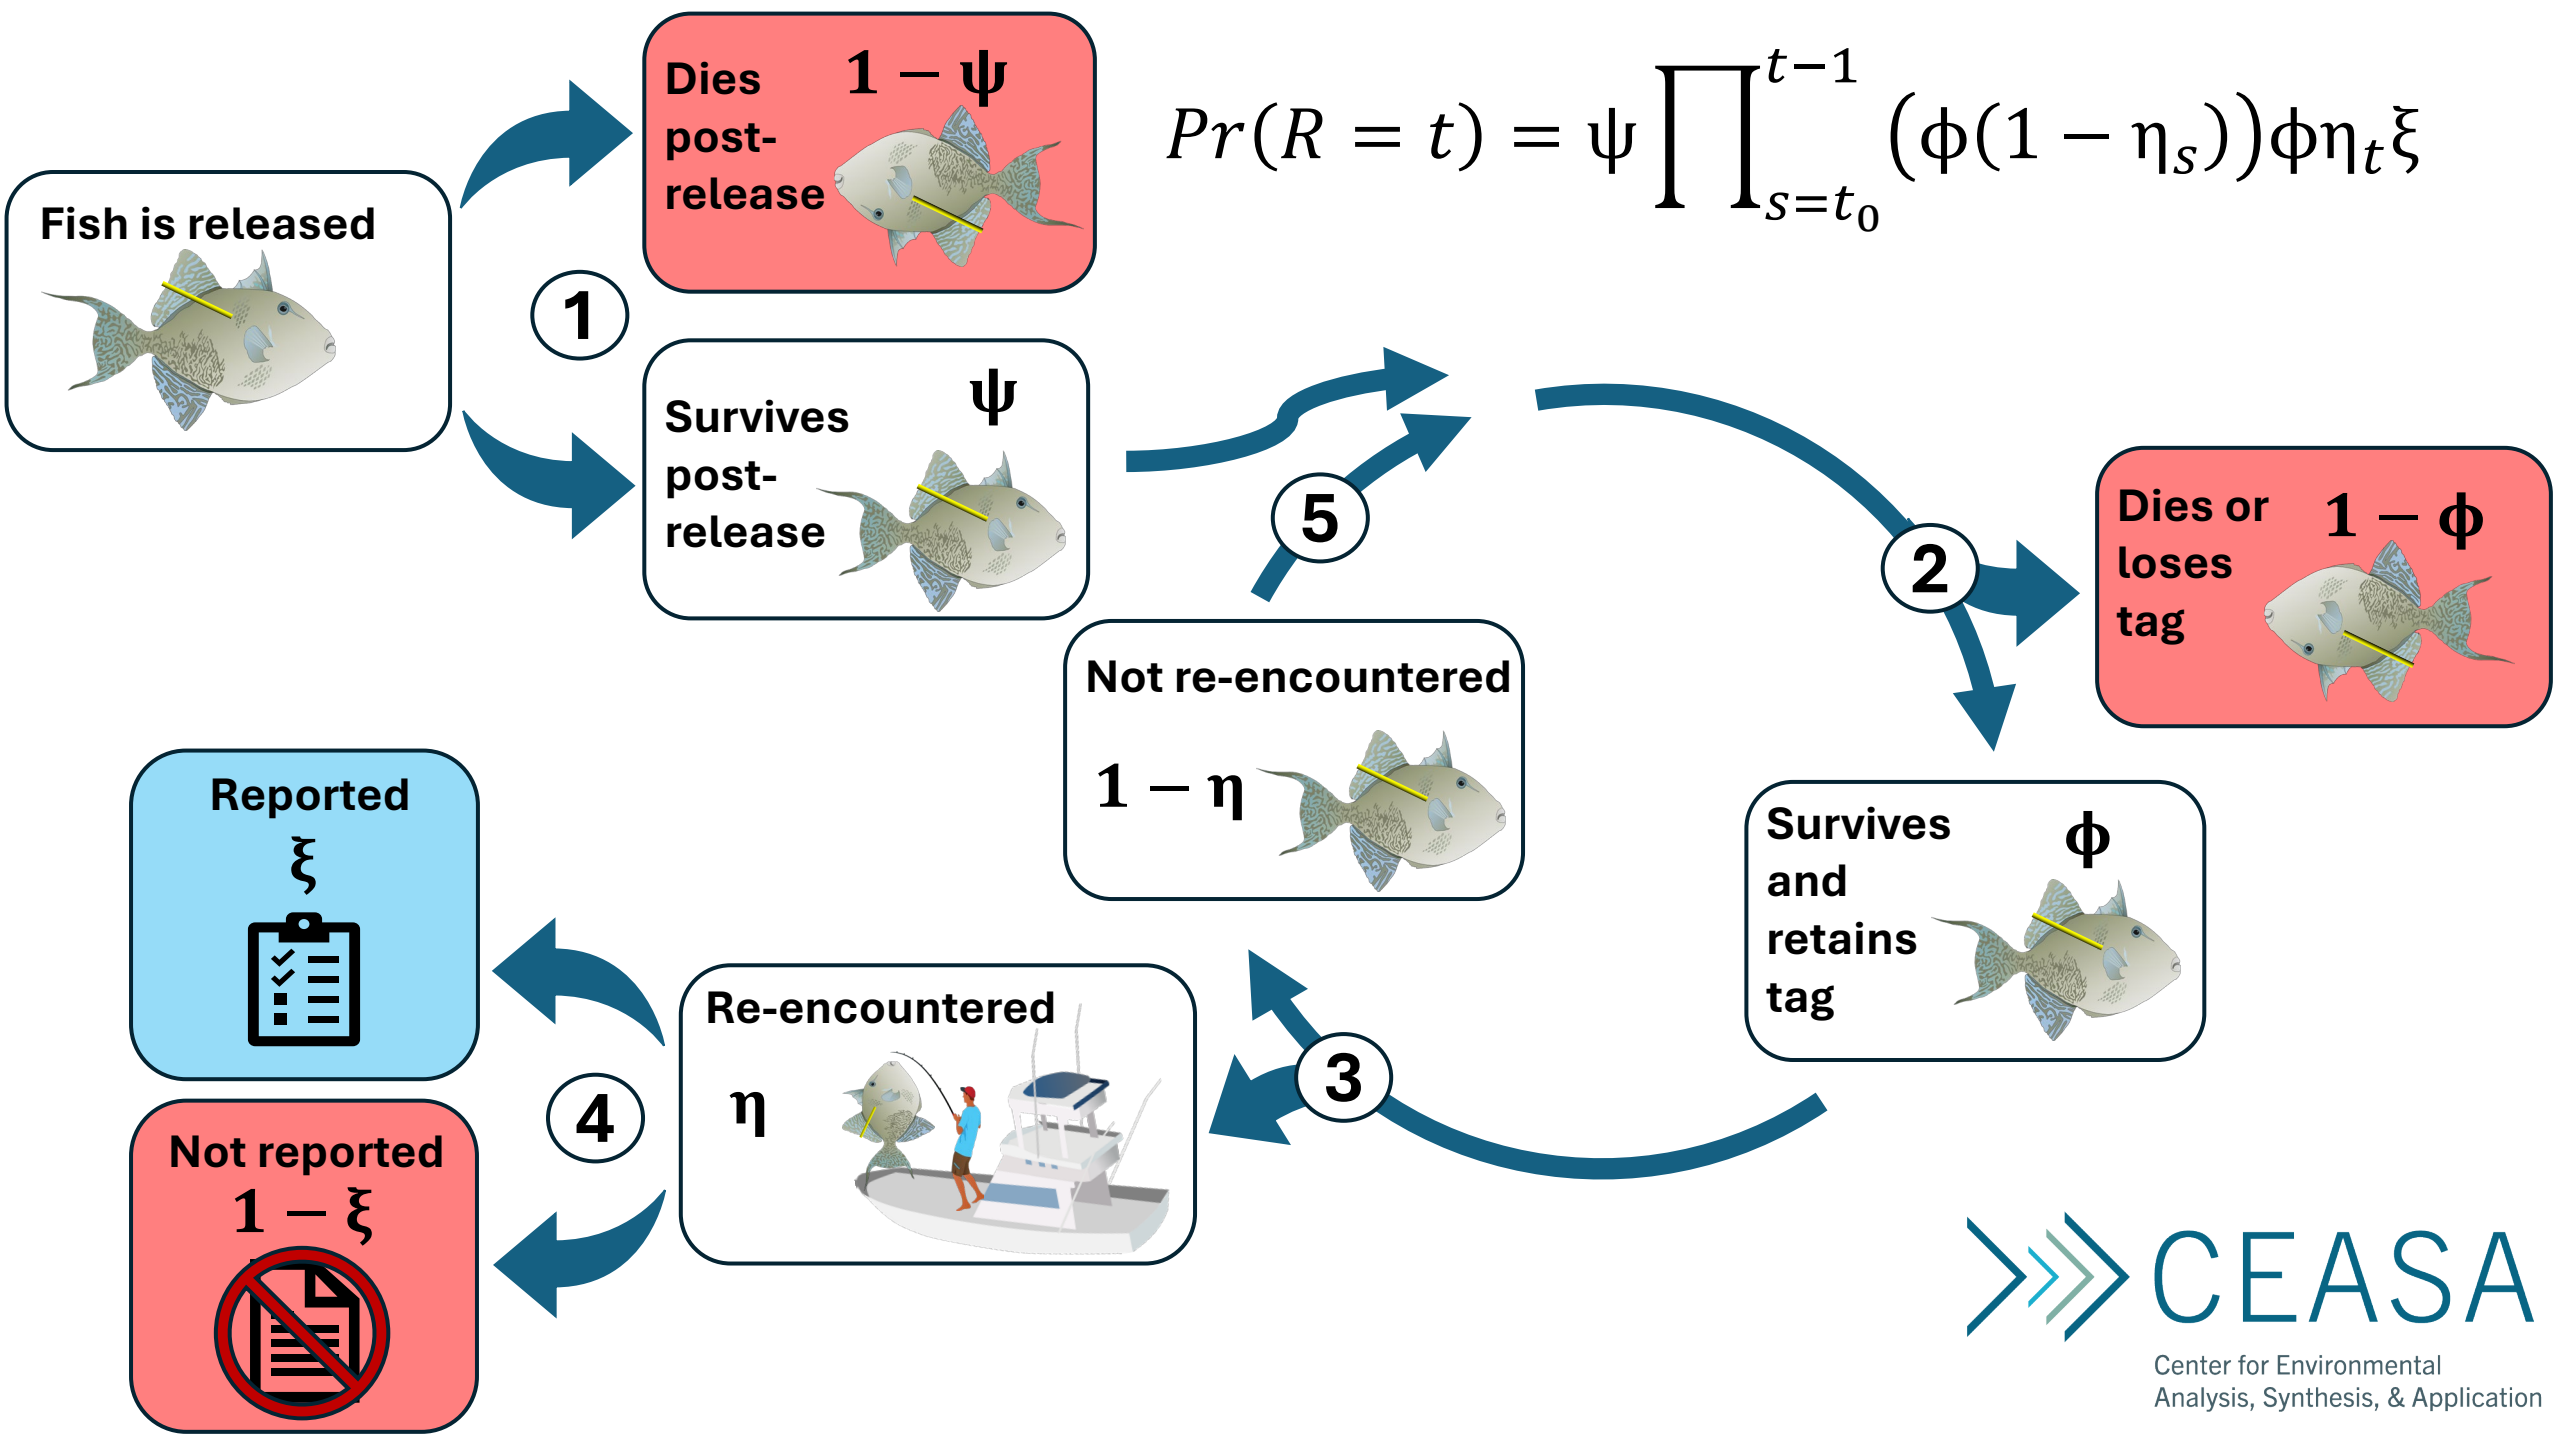 Fish is released
1
Dies
post-
release
1 − ψ
Survives
post-
release
ψ
Pr(R = t) = ψ∏_{s=t₀}^{t−1}(ϕ(1 − η_s))ϕη_tξ
5
2
Dies or
loses
tag
1 − ϕ
Survives
and
retains
tag
ϕ
3
Not re-encountered
1 − η
Re-encountered
η
4
Reported
ξ
Not reported
1 − ξ
CEASA
Center for Environmental
Analysis, Synthesis, & Application